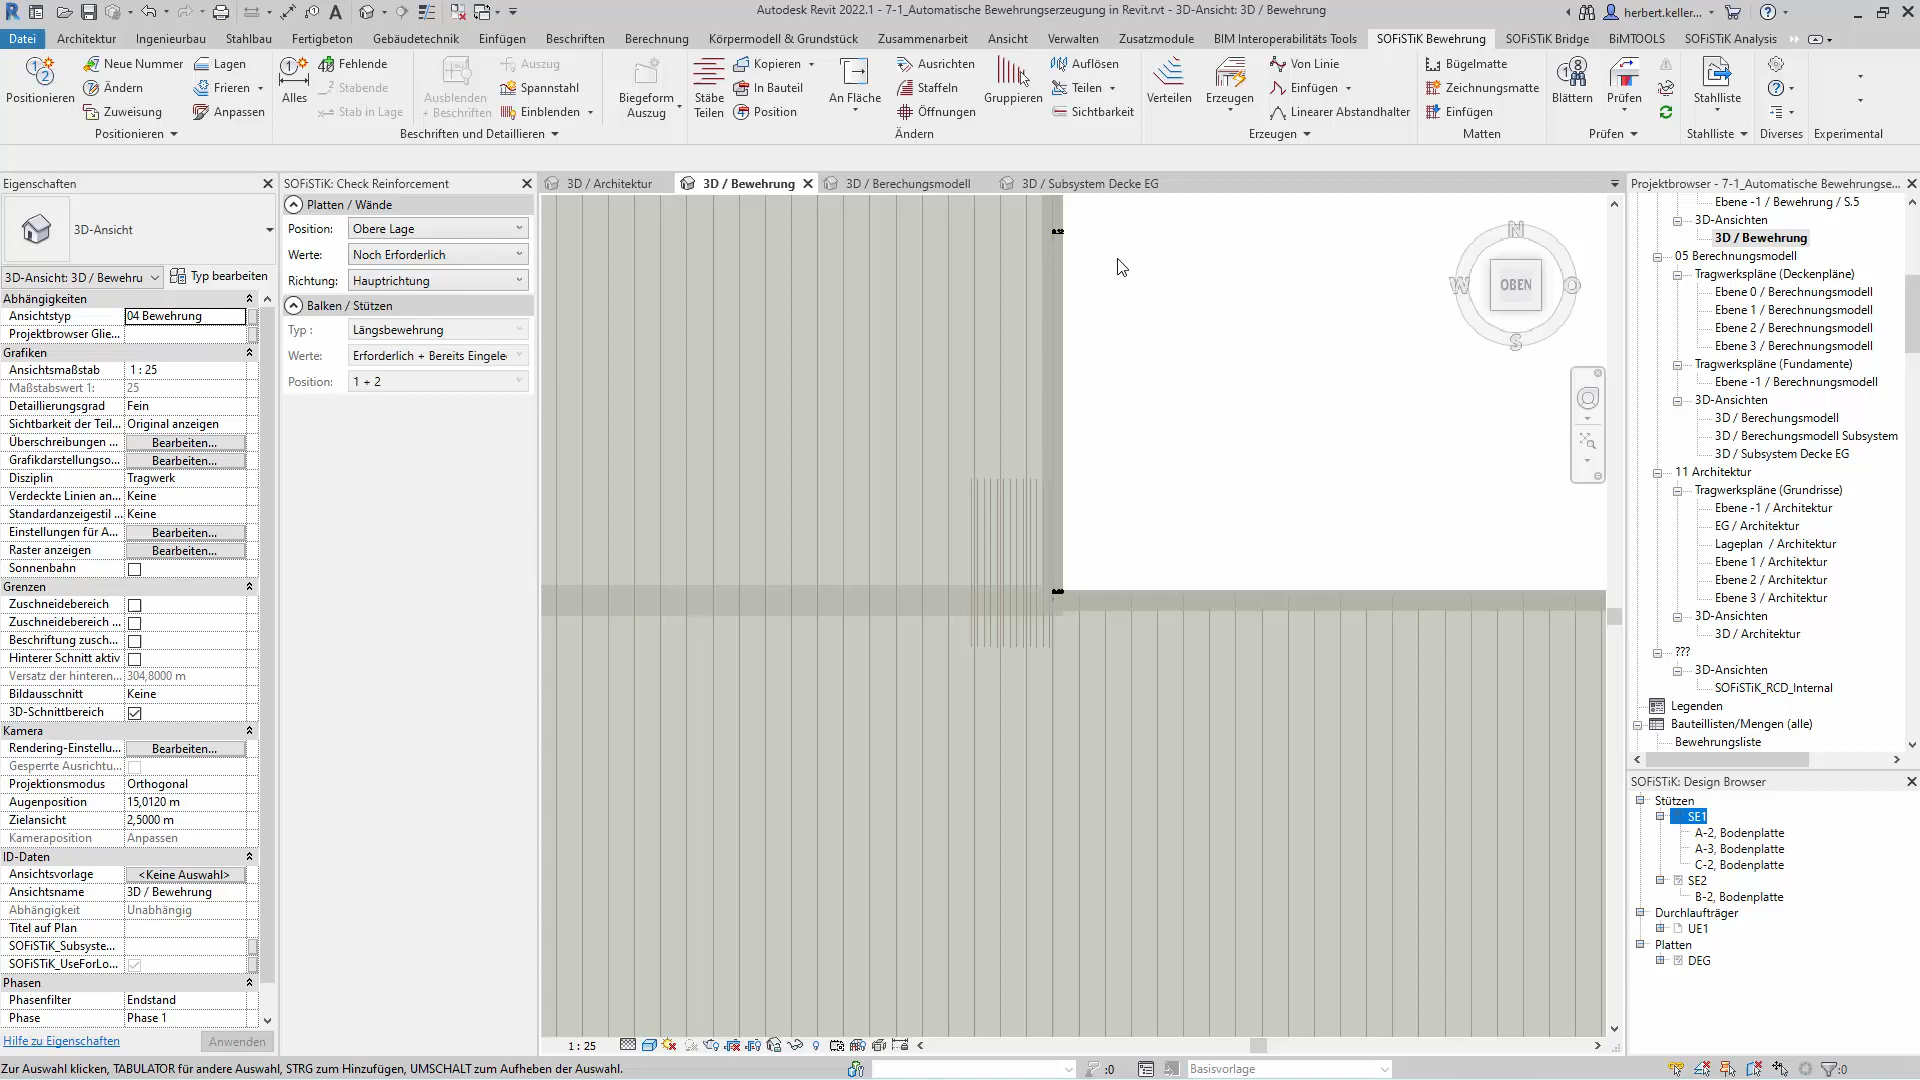 Autodesk Revit 2022.1 - 7-1_Automatische Bewehrungserzeugung in Revit.rvt - 3D-Ansicht: 3D / Bewehrung
herbert.keller...
Datei Architektur Ingenieurbau Stahlbau Fertigbeton Gebäudetechnik Einfügen Beschriften Berechnung Körpermodell & Grundstück Zusammenarbeit Ansicht Verwalten Zusatzmodule BIM Interoperabilitäts Tools SOFiSTiK Bewehrung SOFiSTiK Bridge BiMTOOLS SOFiSTiK Analysis
Positionieren
Neue Nummer
Ändern
Zuweisung
Lagen
Frieren
Anpassen
Positionieren
Alles
Fehlende
Stabende
Stab in Lage
Ausblenden
+ Beschriften
Auszug
Spannstahl
Einblenden
Beschriften und Detaillieren
Biegeform
Auszug
Stäbe
Teilen
Kopieren
In Bauteil
Position
An Fläche
Ausrichten
Staffeln
Öffnungen
Gruppieren
Auflösen
Teilen
Sichtbarkeit
Ändern
Verteilen
Erzeugen
Von Linie
Einfügen
Linearer Abstandhalter
Erzeugen
Bügelmatte
Zeichnungsmatte
Einfügen
Matten
Blättern
Prüfen
Prüfen
Stahlliste
Stahlliste
Diverses
Experimental
Eigenschaften
3D-Ansicht
3D-Ansicht: 3D / Bewehru
Typ bearbeiten
Abhängigkeiten
Ansichtstyp 04 Bewehrung
Projektbrowser Glie...
Grafiken
Ansichtsmaßstab 1 : 25
Maßstabswert 1: 25
Detaillierungsgrad Fein
Sichtbarkeit der Teil... Original anzeigen
Überschreibungen ... Bearbeiten...
Grafikdarstellungso... Bearbeiten...
Disziplin Tragwerk
Verdeckte Linien an... Keine
Standardanzeigestil ... Keine
Einstellungen für A... Bearbeiten...
Raster anzeigen Bearbeiten...
Sonnenbahn
Grenzen
Zuschneidebereich
Zuschneidebereich ...
Beschriftung zusch...
Hinterer Schnitt aktiv
Versatz der hinteren... 304,8000 m
Bildausschnitt Keine
3D-Schnittbereich
Kamera
Rendering-Einstellu... Bearbeiten...
Gesperrte Ausrichtu...
Projektionsmodus Orthogonal
Augenposition 15,0120 m
Zielansicht 2,5000 m
Kameraposition Anpassen
ID-Daten
Ansichtsvorlage <Keine Auswahl>
Ansichtsname 3D / Bewehrung
Abhängigkeit Unabhängig
Titel auf Plan
SOFiSTiK_Subsyste...
SOFiSTiK_UseForLo...
Phasen
Phasenfilter Endstand
Phase Phase 1
Hilfe zu Eigenschaften
Anwenden
SOFiSTiK: Check Reinforcement
Platten / Wände
Position: Obere Lage
Werte: Noch Erforderlich
Richtung: Hauptrichtung
Balken / Stützen
Typ : Längsbewehrung
Werte: Erforderlich + Bereits Eingele
Position: 1 + 2
3D / Architektur
3D / Bewehrung
3D / Berechungsmodell
3D / Subsystem Decke EG
N
W
OBEN
O
S
1 : 25
Projektbrowser - 7-1_Automatische Bewehrungse...
Ebene -1 / Bewehrung / S.5
3D-Ansichten
3D / Bewehrung
05 Berechnungsmodell
Tragwerkspläne (Deckenpläne)
Ebene 0 / Berechnungsmodell
Ebene 1 / Berechnungsmodell
Ebene 2 / Berechnungsmodell
Ebene 3 / Berechnungsmodell
Tragwerkspläne (Fundamente)
Ebene -1 / Berechnungsmodell
3D-Ansichten
3D / Berechungsmodell
3D / Berechungsmodell Subsystem
3D / Subsystem Decke EG
11 Architektur
Tragwerkspläne (Grundrisse)
Ebene -1 / Architektur
EG / Architektur
Lageplan / Architektur
Ebene 1 / Architektur
Ebene 2 / Architektur
Ebene 3 / Architektur
3D-Ansichten
3D / Architektur
???
3D-Ansichten
SOFiSTiK_RCD_Internal
Legenden
Bauteillisten/Mengen (alle)
Bewehrungsliste
SOFiSTiK: Design Browser
Stützen
SE1
A-2, Bodenplatte
A-3, Bodenplatte
C-2, Bodenplatte
SE2
B-2, Bodenplatte
Durchlaufträger
UE1
Platten
DEG
Zur Auswahl klicken, TABULATOR für andere Auswahl, STRG zum Hinzufügen, UMSCHALT zum Aufheben der Auswahl.
:0
Basisvorlage
:0